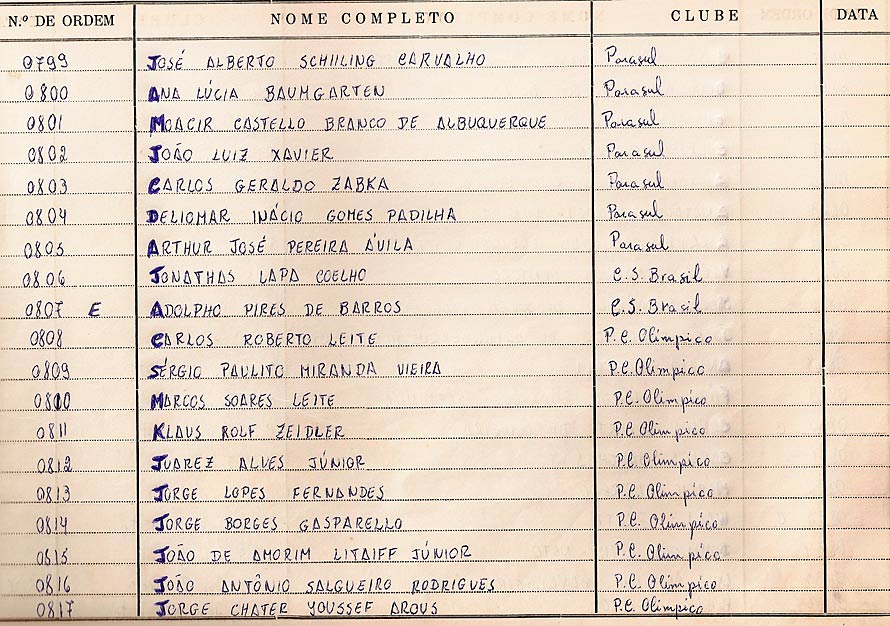 N.º DE ORDEM NOME COMPLETO CLUBE DATA
0799 JOSÉ ALBERTO SCHILING CARVALHO Parasul
0800 ANA LÚCIA BAUMGARTEN Parasul
0801 MOACIR CASTELLO BRANCO DE ALBUQUERQUE Parasul
0802 JOÃO LUIZ XAVIER Parasul
0803 CARLOS GERALDO ZABKA Parasul
0804 DELIOMAR INÁCIO GOMES PADILHA Parasul
0805 ARTHUR JOSÉ PEREIRA ÁVILA Parasul
0806 JONATHAS LAPA COELHO C.S. Brasil
0807 E ADOLPHO PIRES DE BARROS C.S. Brasil
0808 CARLOS ROBERTO LEITE P.C. Olímpico
0809 SÉRGIO PAULITO MIRANDA VIEIRA P.C. Olímpico
0810 MARCOS SOARES LEITE P.C. Olímpico
0811 KLAUS ROLF ZEIDLER P.C. Olímpico
0812 JUAREZ ALVES JÚNIOR P.C. Olímpico
0813 JORGE LOPES FERNANDES P.C. Olímpico
0814 JORGE BORGES GASPARELLO P.C. Olímpico
0815 JOÃO DE AMORIM LITAIFF JÚNIOR P.C. Olímpico
0816 JOÃO ANTÔNIO SALGUEIRO RODRIGUES P.C. Olímpico
0817 JORGE CHATER YOUSSEF AROUS P.C. Olímpico